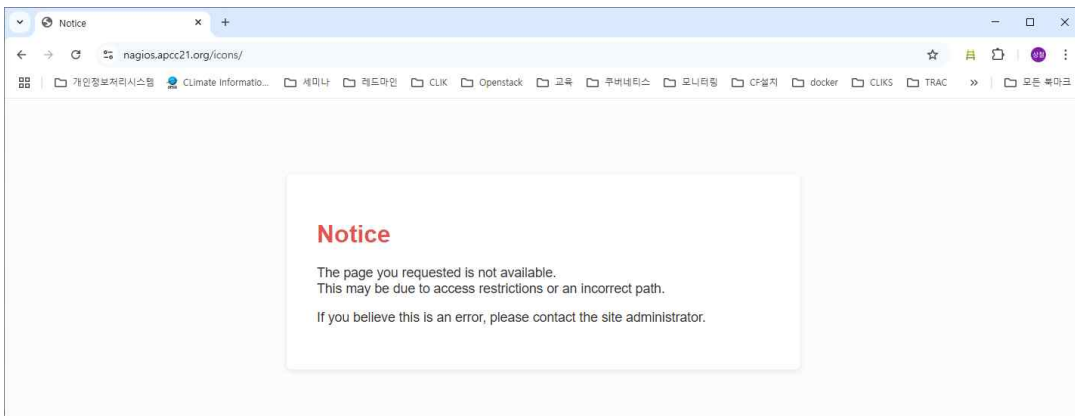 Notice
nagios.apcc21.org/icons/
개인정보처리시스템 CLimate Informatio... 세미나 레드마인 CLIK Openstack 교육 쿠버네티스 모니터링 CF설치 docker CLIKS TRAC » 모든 북마크
Notice
The page you requested is not available.
This may be due to access restrictions or an incorrect path.
If you believe this is an error, please contact the site administrator.